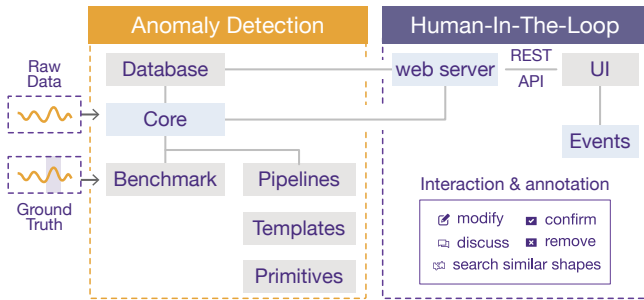 Anomaly Detection
Human-In-The-Loop
Raw
Data
Database
web server
REST
API
UI
Core
Events
Ground
Truth
Benchmark
Pipelines
Templates
Primitives
Interaction & annotation
modify
confirm
discuss
remove
search similar shapes